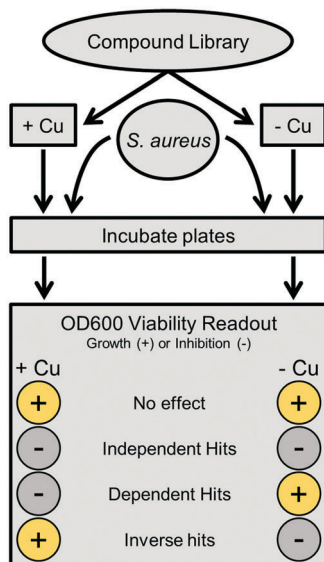 Compound Library
+ Cu
S. aureus
- Cu
Incubate plates
OD600 Viability Readout
Growth (+) or Inhibition (-)
+ Cu - Cu
+ No effect +
- Independent Hits -
- Dependent Hits +
+ Inverse hits -